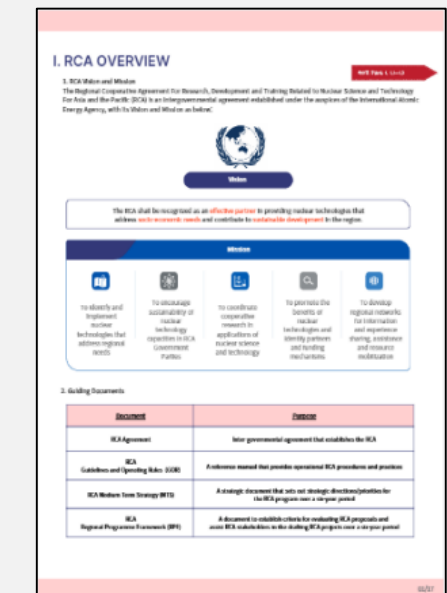 I. RCA OVERVIEW
1. RCA Vision and Mission
The Regional Cooperative Agreement For Research, Development and Training Related to Nuclear Science and Technology
For Asia and the Pacific (RCA) is an intergovernmental agreement established under the auspices of the International Atomic
Energy Agency, with its Vision and Mission as below:
Vision
The RCA shall be recognized as an effective partner in providing nuclear technologies that
address socio-economic needs and contribute to sustainable development in the region
Mission
To identify and
implement
nuclear
technologies that
address regional
needs
To encourage
sustainability of
nuclear
technology
capacities in RCA
Government
Parties
To coordinate
cooperative
research in
applications of
nuclear science
and technology
To promote the
benefits of
nuclear
technologies and
identify partners
and funding
mechanisms
To develop
regional networks
for information
and experience
sharing, assistance
and resource
mobilisation
2. Guiding Documents
Document
Purpose
RCA Agreement
Inter-governmental agreement that establishes the RCA
RCA
Guidelines and Operating Rules (GOR)
A reference manual that provides operational RCA procedures and practices
RCA Medium Term Strategy (MTS)
A strategic document that sets out strategic directions/priorities for
the RCA program over a six-year period
RCA
Regional Programme Framework (RPF)
A document to establish criteria for evaluating RCA proposals and
assist RCA stakeholders in the drafting RCA projects over a six-year period